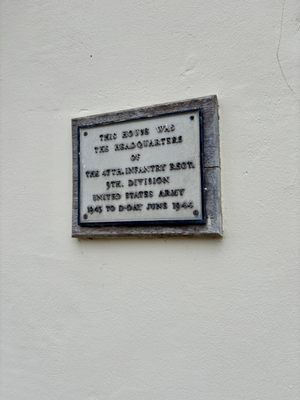 THIS HOUSE WAS
THE HEADQUARTERS
OF
THE 47TH. INFANTRY REGT.
9TH. DIVISION
UNITED STATES ARMY
1943 TO D-DAY JUNE 1944